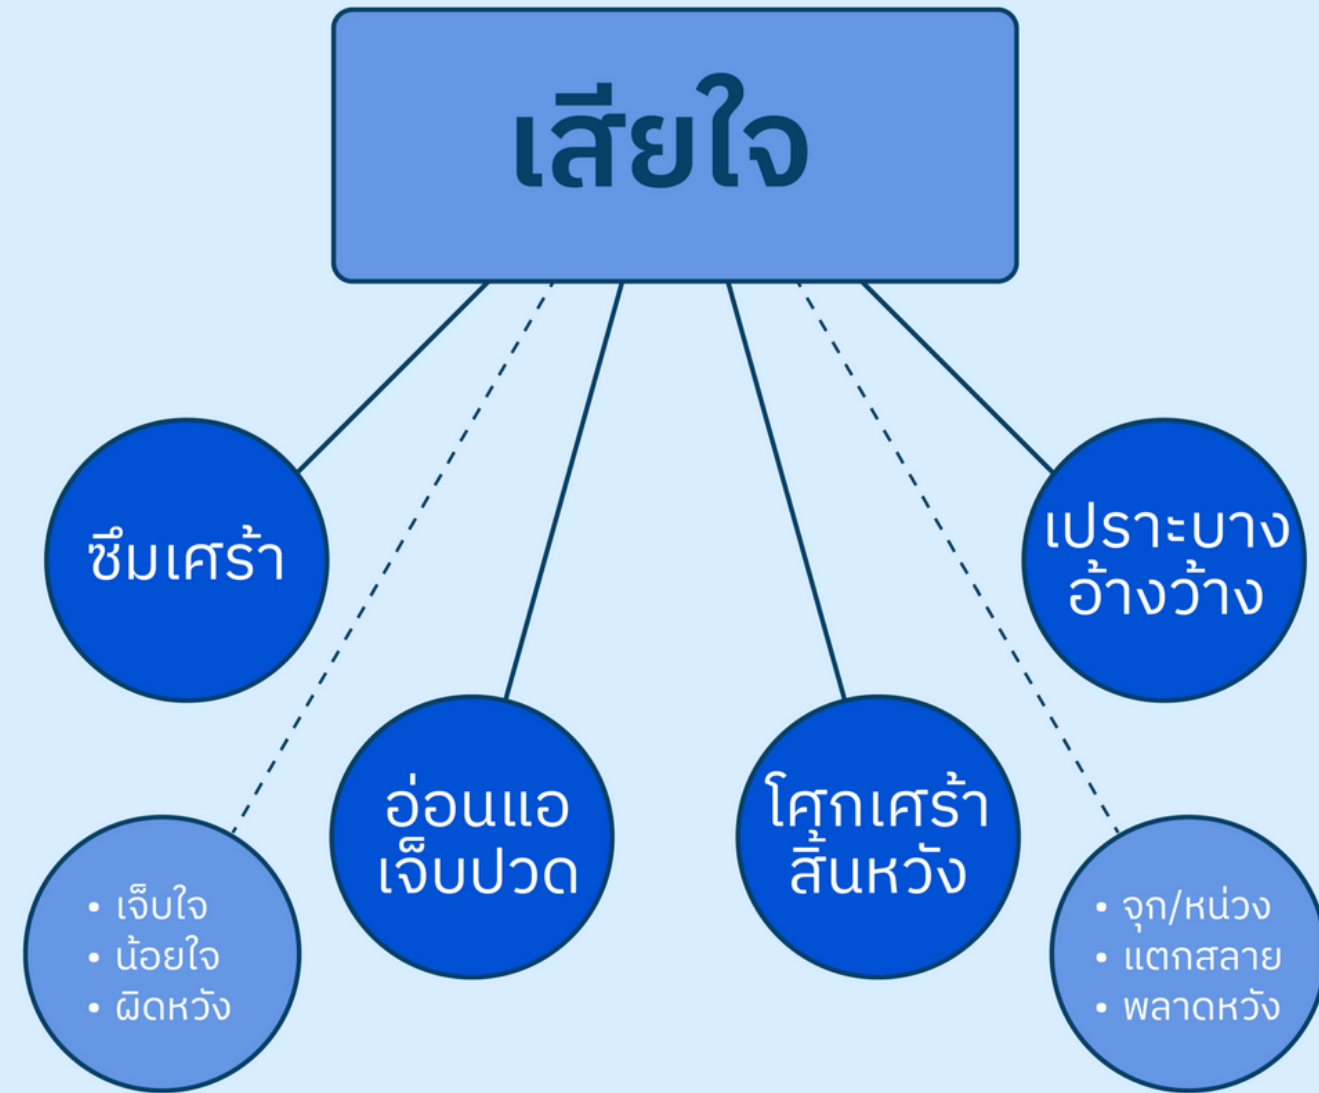 เสียใจ
ซึมเศร้า
เปราะบาง
อ้างว้าง
อ่อนแอ
เจ็บปวด
โศกเศร้า
สิ้นหวัง
• เจ็บใจ
• น้อยใจ
• ผิดหวัง
• จุก/หน่วง
• แตกสลาย
• พลาดหวัง